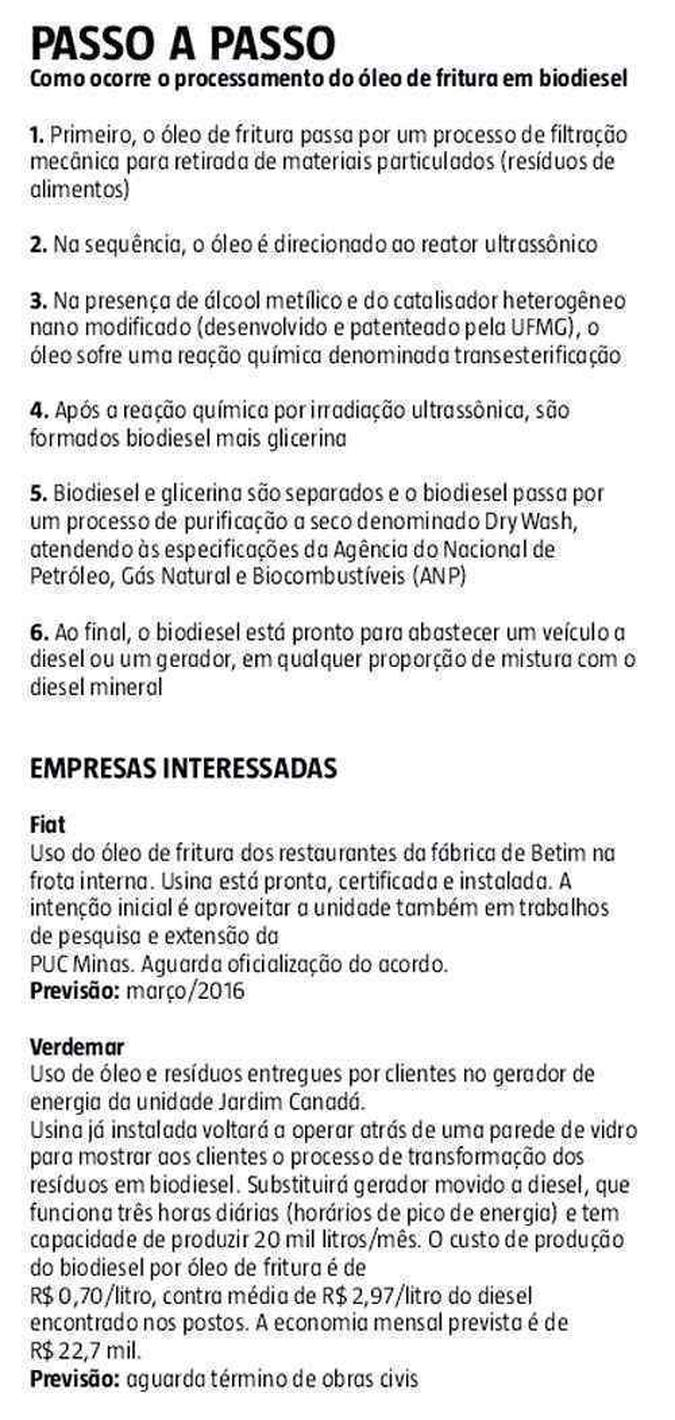 PASSO A PASSO
Como ocorre o processamento do óleo de fritura em biodiesel
1. Primeiro, o óleo de fritura passa por um processo de filtração
mecânica para retirada de materiais particulados (resíduos de
alimentos)
2. Na sequência, o óleo é direcionado ao reator ultrassônico
3. Na presença de álcool metílico e do catalisador heterogêneo
nano modificado (desenvolvido e patenteado pela UFMG), o
óleo sofre uma reação química denominada transesterificação
4. Após a reação química por irradiação ultrassônica, são
formados biodiesel mais glicerina
5. Biodiesel e glicerina são separados e o biodiesel passa por
um processo de purificação a seco denominado Dry Wash,
atendendo às especificações da Agência do Nacional de
Petróleo, Gás Natural e Biocombustíveis (ANP)
6. Ao final, o biodiesel está pronto para abastecer um veículo a
diesel ou um gerador, em qualquer proporção de mistura com o
diesel mineral
EMPRESAS INTERESSADAS
Fiat
Uso do óleo de fritura dos restaurantes da fábrica de Betim na
frota interna. Usina está pronta, certificada e instalada. A
intenção inicial é aproveitar a unidade também em trabalhos
de pesquisa e extensão da
PUC Minas. Aguarda oficialização do acordo.
Previsão: março/2016
Verdemar
Uso de óleo e resíduos entregues por clientes no gerador de
energia da unidade Jardim Canadá.
Usina já instalada voltará a operar atrás de uma parede de vidro
para mostrar aos clientes o processo de transformação dos
resíduos em biodiesel. Substituirá gerador movido a diesel, que
funciona três horas diárias (horários de pico de energia) e tem
capacidade de produzir 20 mil litros/mês. O custo de produção
do biodiesel por óleo de fritura é de
R$ 0,70/litro, contra média de R$ 2,97/litro do diesel
encontrado nos postos. A economia mensal prevista é de
R$ 22,7 mil.
Previsão: aguarda término de obras civis